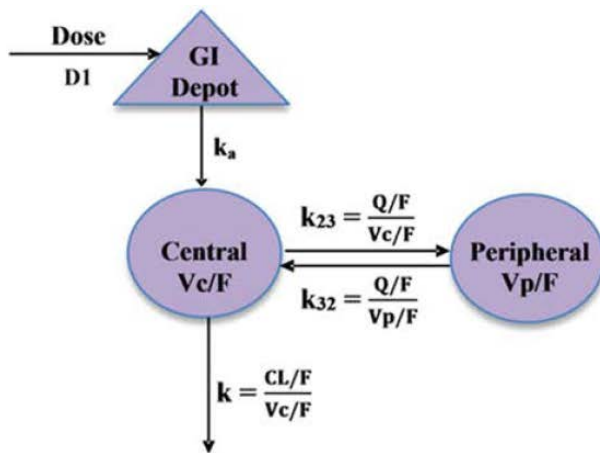 Dose
D1
GI
Depot
kₐ
Central
Vc/F
k₂₃ = Q/F
Vc/F
k₃₂ = Q/F
Vp/F
Peripheral
Vp/F
k = CL/F
Vc/F